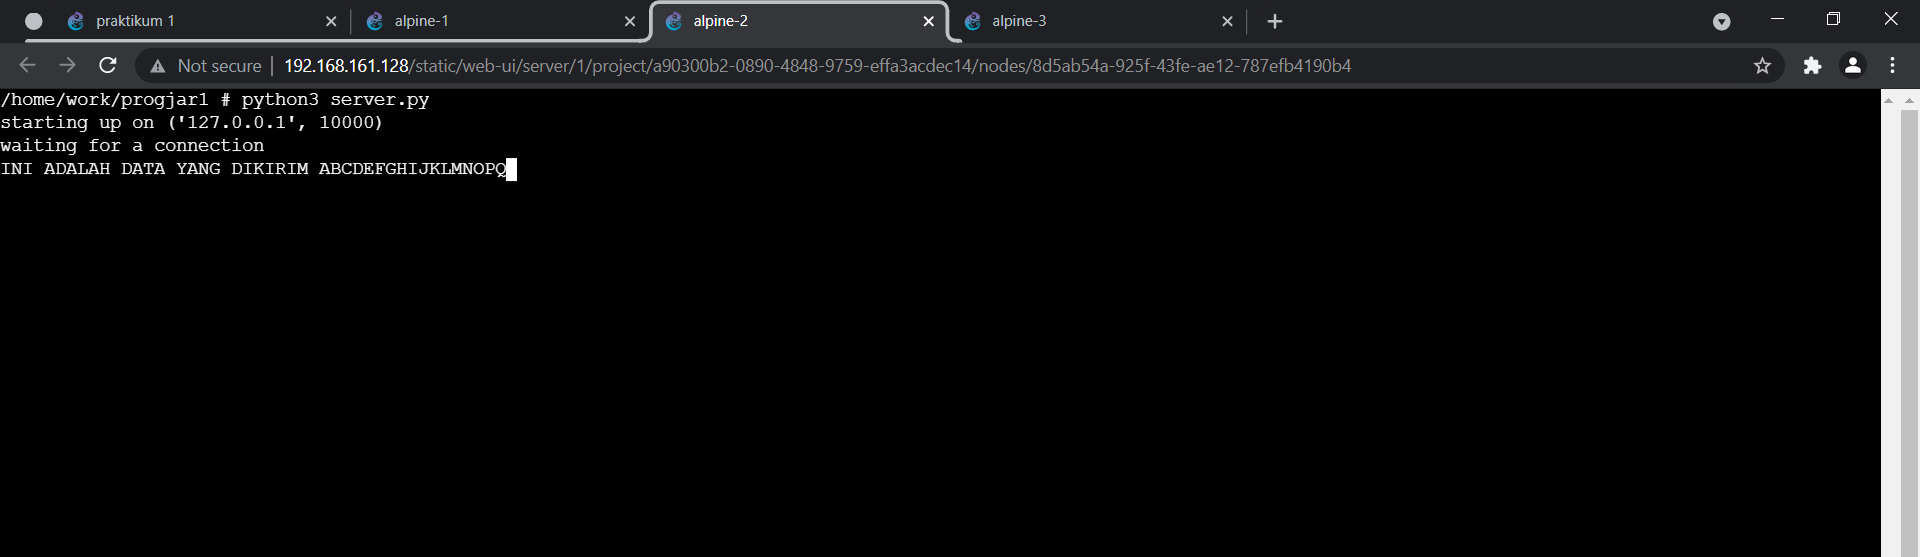 praktikum 1
alpine-1
alpine-2
alpine-3
Not secure
192.168.161.128/static/web-ui/server/1/project/a90300b2-0890-4848-9759-effa3acdec14/nodes/8d5ab54a-925f-43fe-ae12-787efb4190b4
/home/work/progjar1 # python3 server.py
starting up on ('127.0.0.1', 10000)
waiting for a connection
INI ADALAH DATA YANG DIKIRIM ABCDEFGHIJKLMNOPQ